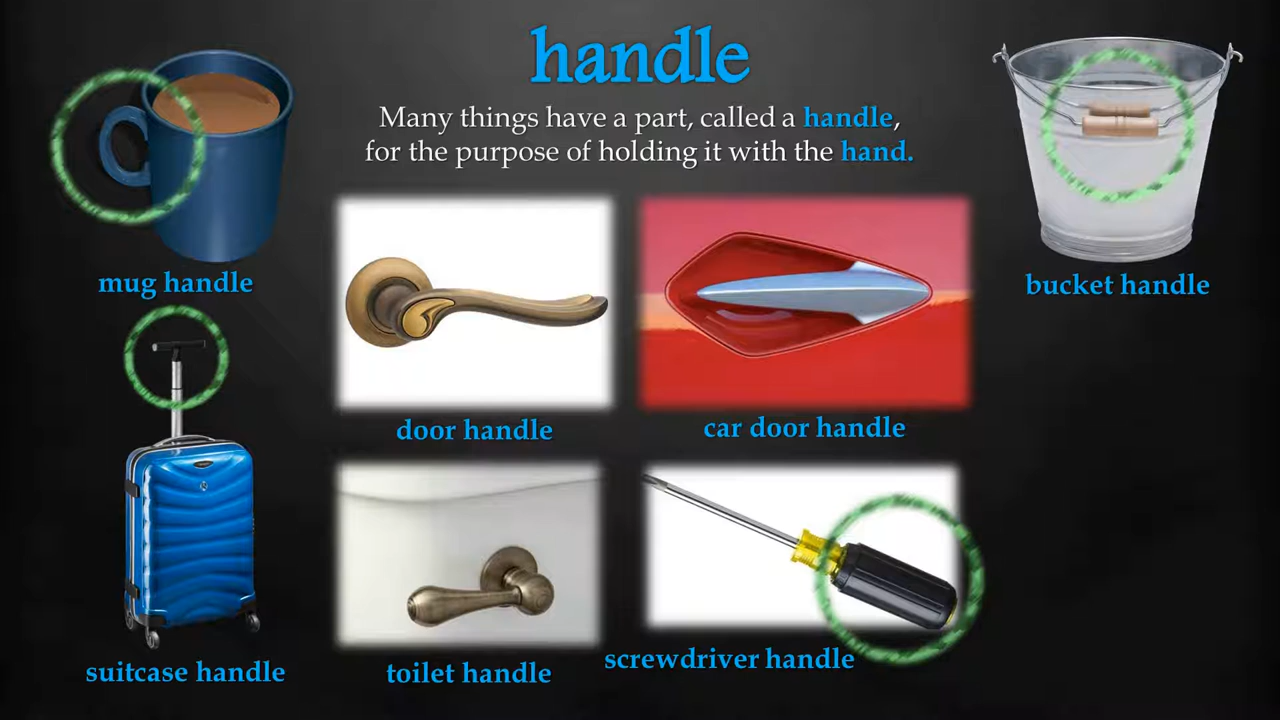 handle
Many things have a part, called a handle,
for the purpose of holding it with the hand.
mug handle
bucket handle
door handle
car door handle
suitcase handle
toilet handle
screwdriver handle